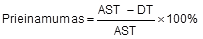 Prieinamumas = AST − DT / AST × 100%